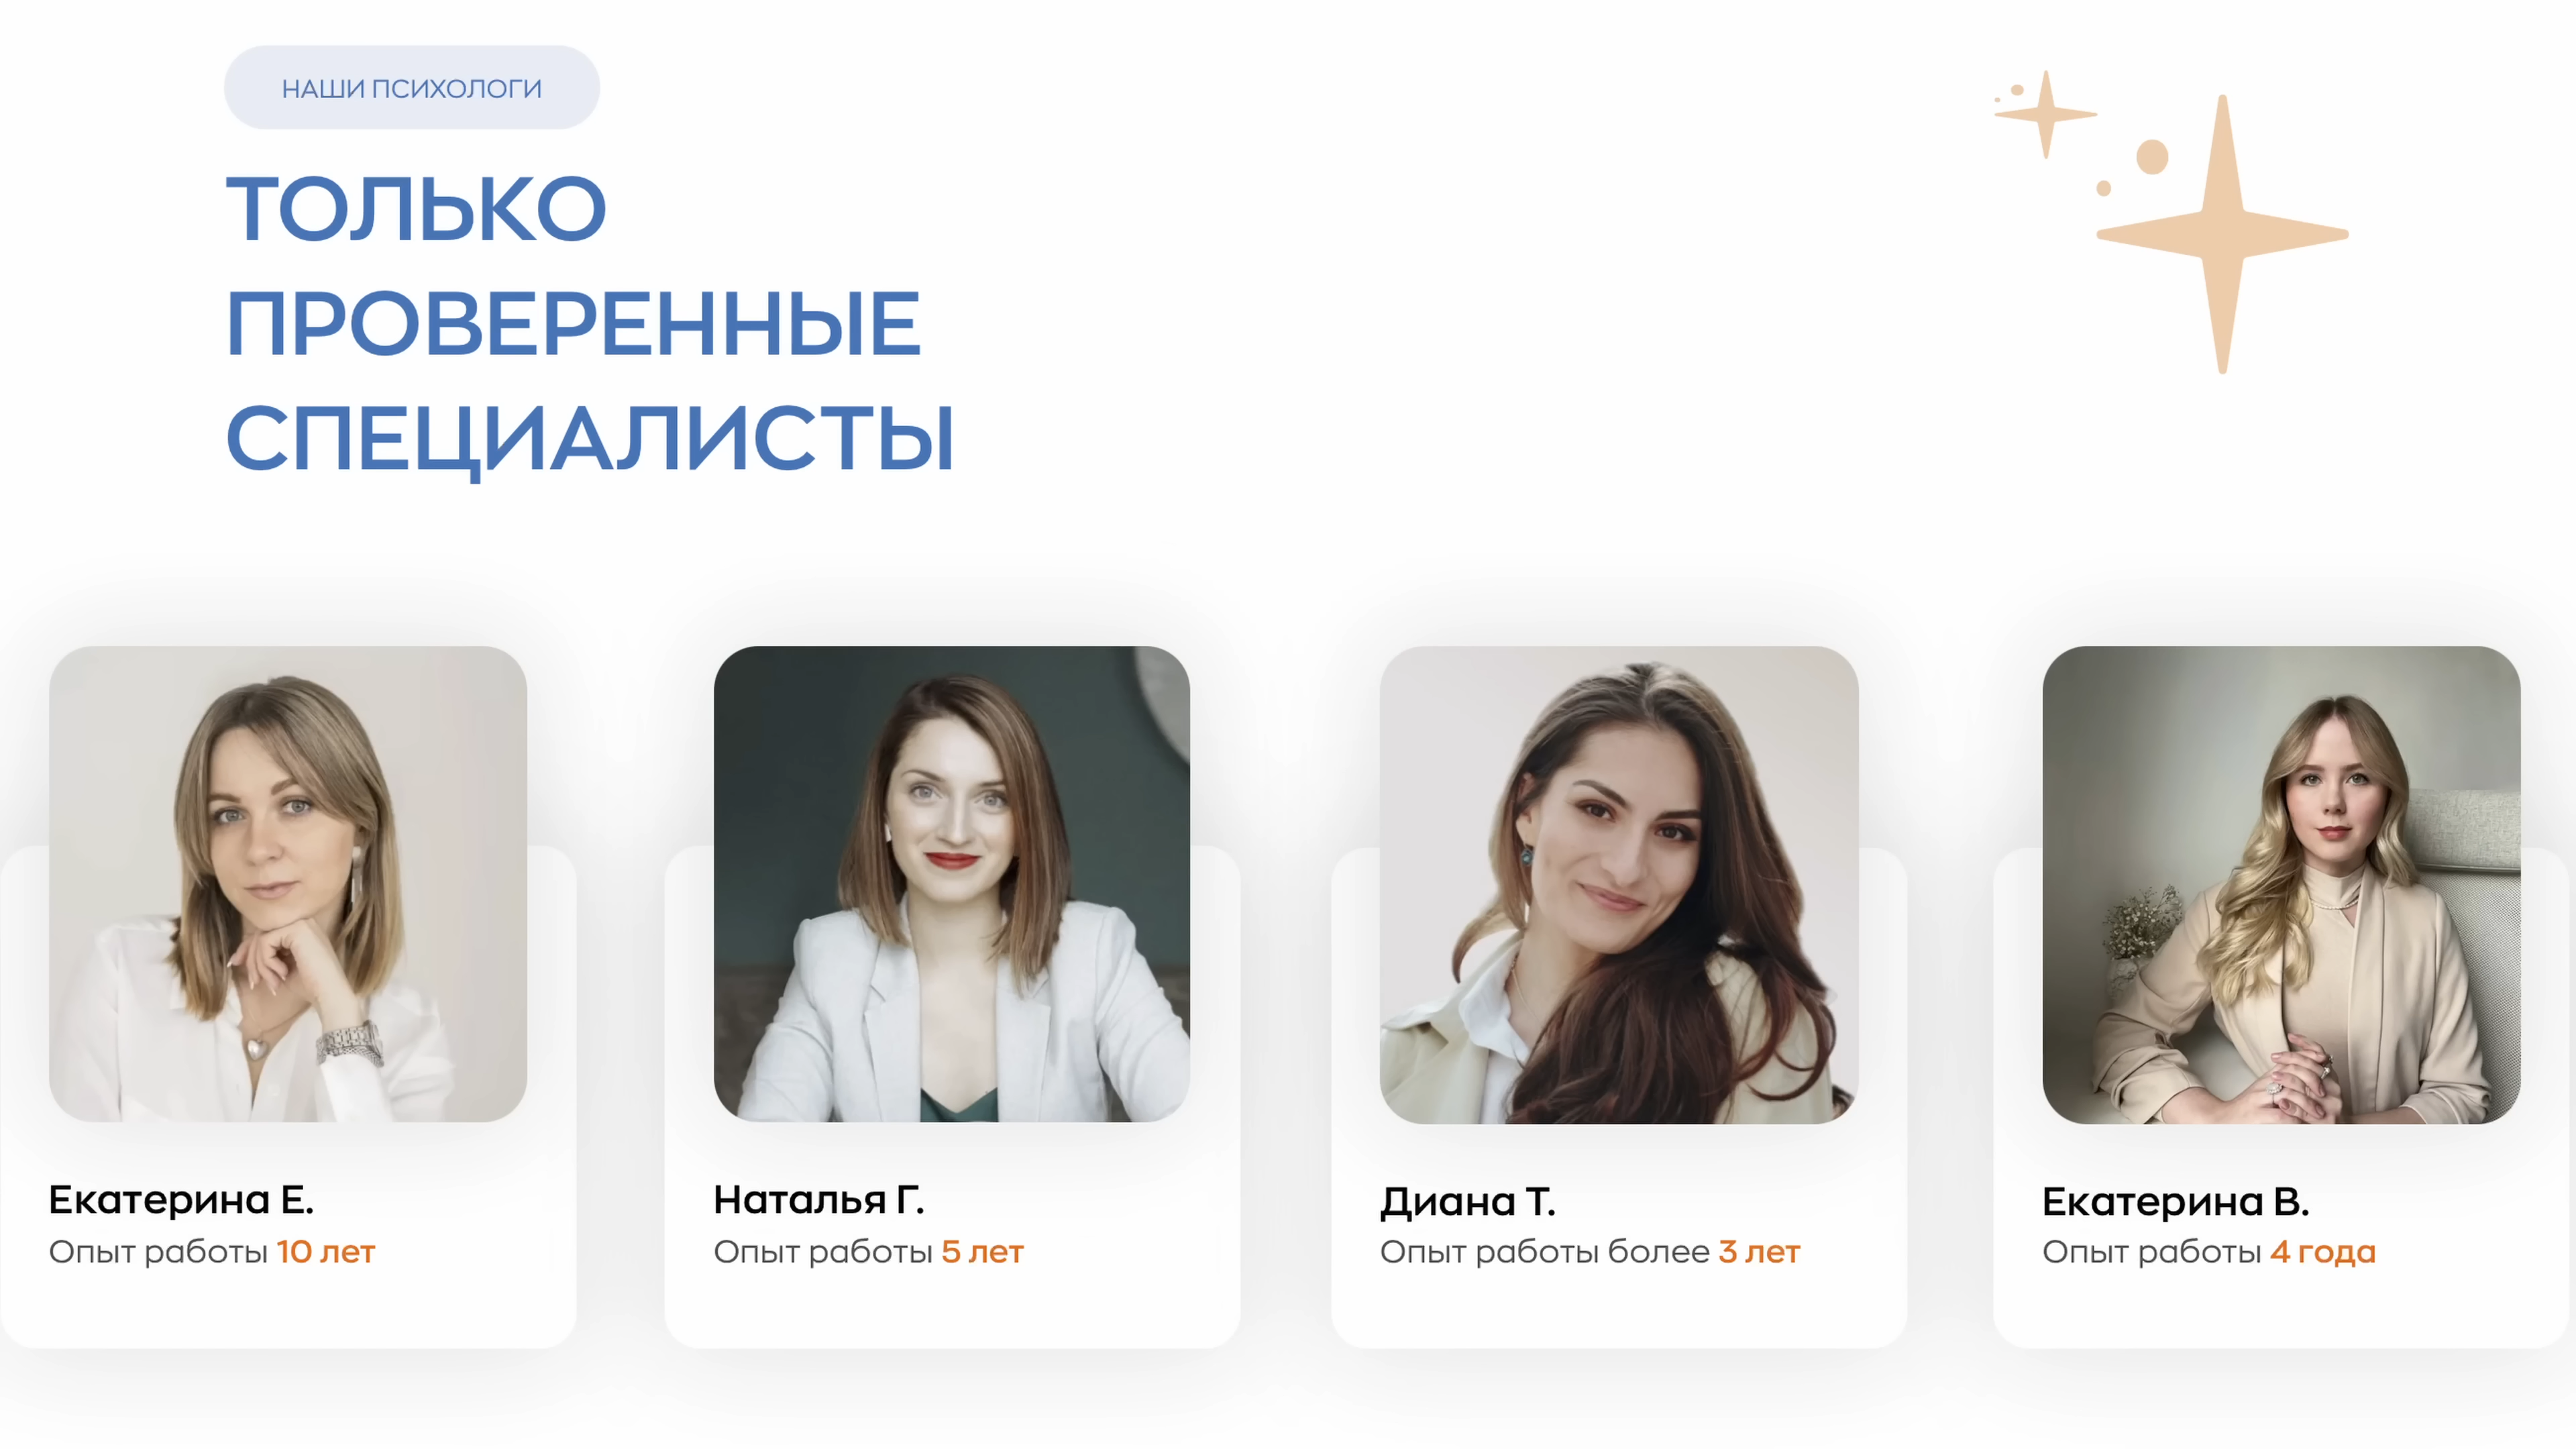 НАШИ ПСИХОЛОГИ
ТОЛЬКО
ПРОВЕРЕННЫЕ
СПЕЦИАЛИСТЫ
Екатерина Е.
Опыт работы 10 лет
Наталья Г.
Опыт работы 5 лет
Диана Т.
Опыт работы более 3 лет
Екатерина В.
Опыт работы 4 года